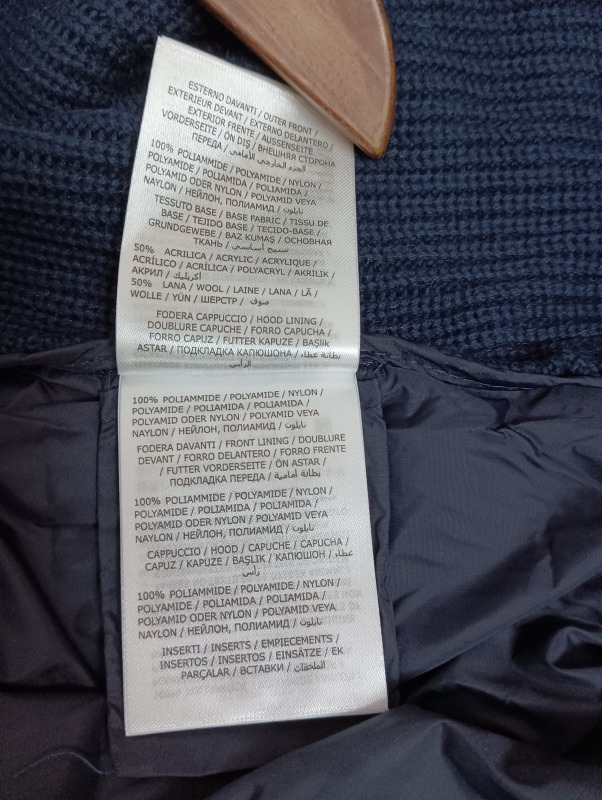 ESTERNO DAVANTI / OUTER FRONT /
EXTERIEUR DEVANT / EXTERNO DELANTERO /
EXTERIOR FRENTE / AUSSENSEITE
VORDERSEITE / ÖN DIŞ / ВНЕШНЯЯ СТОРОНА
ПЕРЕДА / الجزء الخارجي الأمامي
100% POLIAMMIDE / POLYAMIDE / NYLON /
POLYAMIDE / POLIAMIDA / POLIAMIDA /
POLYAMID ODER NYLON / POLYAMID VEYA
NAYLON / НЕЙЛОН, ПОЛИАМИД / نايلون
TESSUTO BASE / BASE FABRIC / TISSU DE
BASE / TEJIDO BASE / TECIDO-BASE /
GRUNDGEWEBE / BAZ KUMAŞ / ОСНОВНАЯ
ТКАНЬ / نسيج أساسي
50% ACRILICA / ACRYLIC / ACRYLIQUE /
ACRÍLICO / ACRÍLICA / POLYACRYL / AKRILIK /
АКРИЛ / أكريليك
50% LANA / WOOL / LAINE / LANA / LÃ /
WOLLE / YÜN / ШЕРСТР / صوف
FODERA CAPPUCCIO / HOOD LINING /
DOUBLURE CAPUCHE / FORRO CAPUCHA /
FORRO CAPUZ / FUTTER KAPUZE / BAŞLIK
ASTAR / ПОДКЛАДКА КАПЮШОНА / بطانة غطاء
الرأس
100% POLIAMMIDE / POLYAMIDE / NYLON /
POLYAMIDE / POLIAMIDA / POLIAMIDA /
POLYAMID ODER NYLON / POLYAMID VEYA
NAYLON / НЕЙЛОН, ПОЛИАМИД / نايلون
FODERA DAVANTI / FRONT LINING / DOUBLURE
DEVANT / FORRO DELANTERO / FORRO FRENTE
/ FUTTER VORDERSEITE / ÖN ASTAR /
ПОДКЛАДКА ПЕРЕДА / بطانة أمامية
100% POLIAMMIDE / POLYAMIDE / NYLON /
POLYAMIDE / POLIAMIDA / POLIAMIDA /
POLYAMID ODER NYLON / POLYAMID VEYA
NAYLON / НЕЙЛОН, ПОЛИАМИД / نايلون
CAPPUCCIO / HOOD / CAPUCHE / CAPUCHA /
CAPUZ / KAPUZE / BAŞLIK / КАПЮШОН / غطاء
رأس
100% POLIAMMIDE / POLYAMIDE / NYLON /
POLYAMIDE / POLIAMIDA / POLIAMIDA /
POLYAMID ODER NYLON / POLYAMID VEYA
NAYLON / НЕЙЛОН, ПОЛИАМИД / نايلون
INSERTI / INSERTS / EMPIECEMENTS /
INSERTOS / INSERTOS / EINSÄTZE / EK
PARÇALAR / ВСТАВКИ / الملحقات